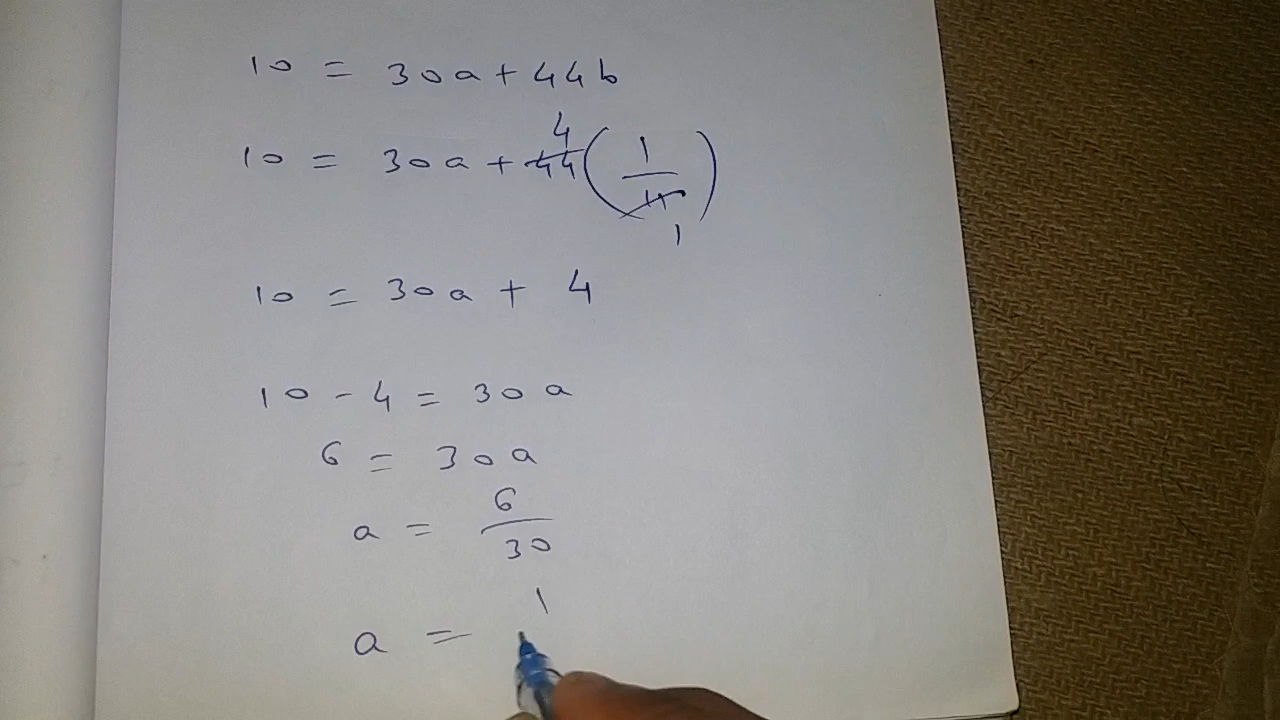 10 = 30a + 44b
10 = 30a + 44 4 (1/11) 1
10 = 30a + 4
10 - 4 = 30a
6 = 30a
a = 6/30
a = 1